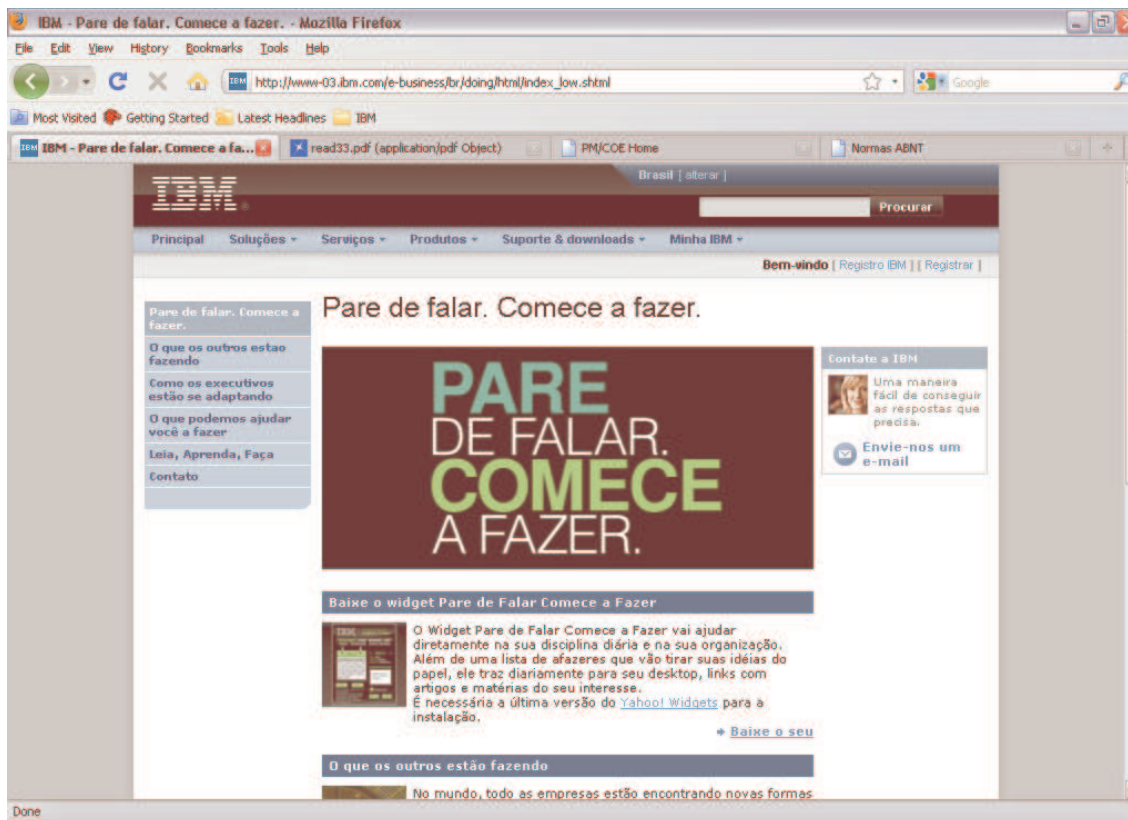 IBM - Pare de falar. Comece a fazer. - Mozilla Firefox
File Edit View History Bookmarks Tools Help
IBM http://www-03.ibm.com/e-business/br/doing/html/index_low.shtml Google
Most Visited Getting Started Latest Headlines IBM
IBM IBM - Pare de falar. Comece a fa... read33.pdf (application/pdf Object) PM/COE Home Normas ABNT
Brasil [ alterar ]
IBM®
Procurar
Principal Soluções Serviços Produtos Suporte & downloads Minha IBM
Bem-vindo [ Registro IBM ] [ Registrar ]
Pare de falar. Comece a fazer.
Pare de falar. Comece a
fazer.
O que os outros estao
fazendo
Como os executivos
estão se adaptando
O que podemos ajudar
você a fazer
Leia, Aprenda, Faça
Contato
PARE
DE FALAR.
COMECE
A FAZER.
Contate a IBM
Uma maneira
fácil de conseguir
as respostas que
precisa.
Envie-nos um
e-mail
Baixe o widget Pare de Falar Comece a Fazer
IBM
O Widget Pare de Falar Comece a Fazer vai ajudar
diretamente na sua disciplina diária e na sua organização.
Além de uma lista de afazeres que vão tirar suas idéias do
papel, ele traz diariamente para seu desktop, links com
artigos e matérias do seu interesse.
É necessária a última versão do Yahoo! Widgets para a
instalação.
Baixe o seu
O que os outros estão fazendo
No mundo, todo as empresas estão encontrando novas formas
Done